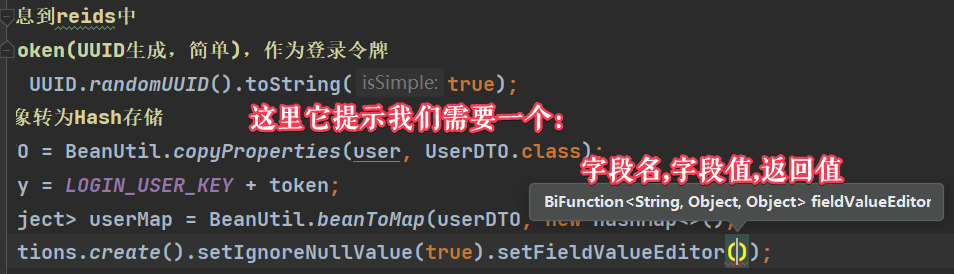 息到reids中
oken(UUID生成，简单)，作为登录令牌
UUID.randomUUID().toString( isSimple: true);
象转为Hash存储
这里它提示我们需要一个：
O = BeanUtil.copyProperties(user, UserDTO.class);
字段名,字段值,返回值
y = LOGIN_USER_KEY + token;
BiFunction<String, Object, Object> fieldValueEditor
ject> userMap = BeanUtil.beanToMap(userDTO, new HashMap<>(),
tions.create().setIgnoreNullValue(true).setFieldValueEditor());